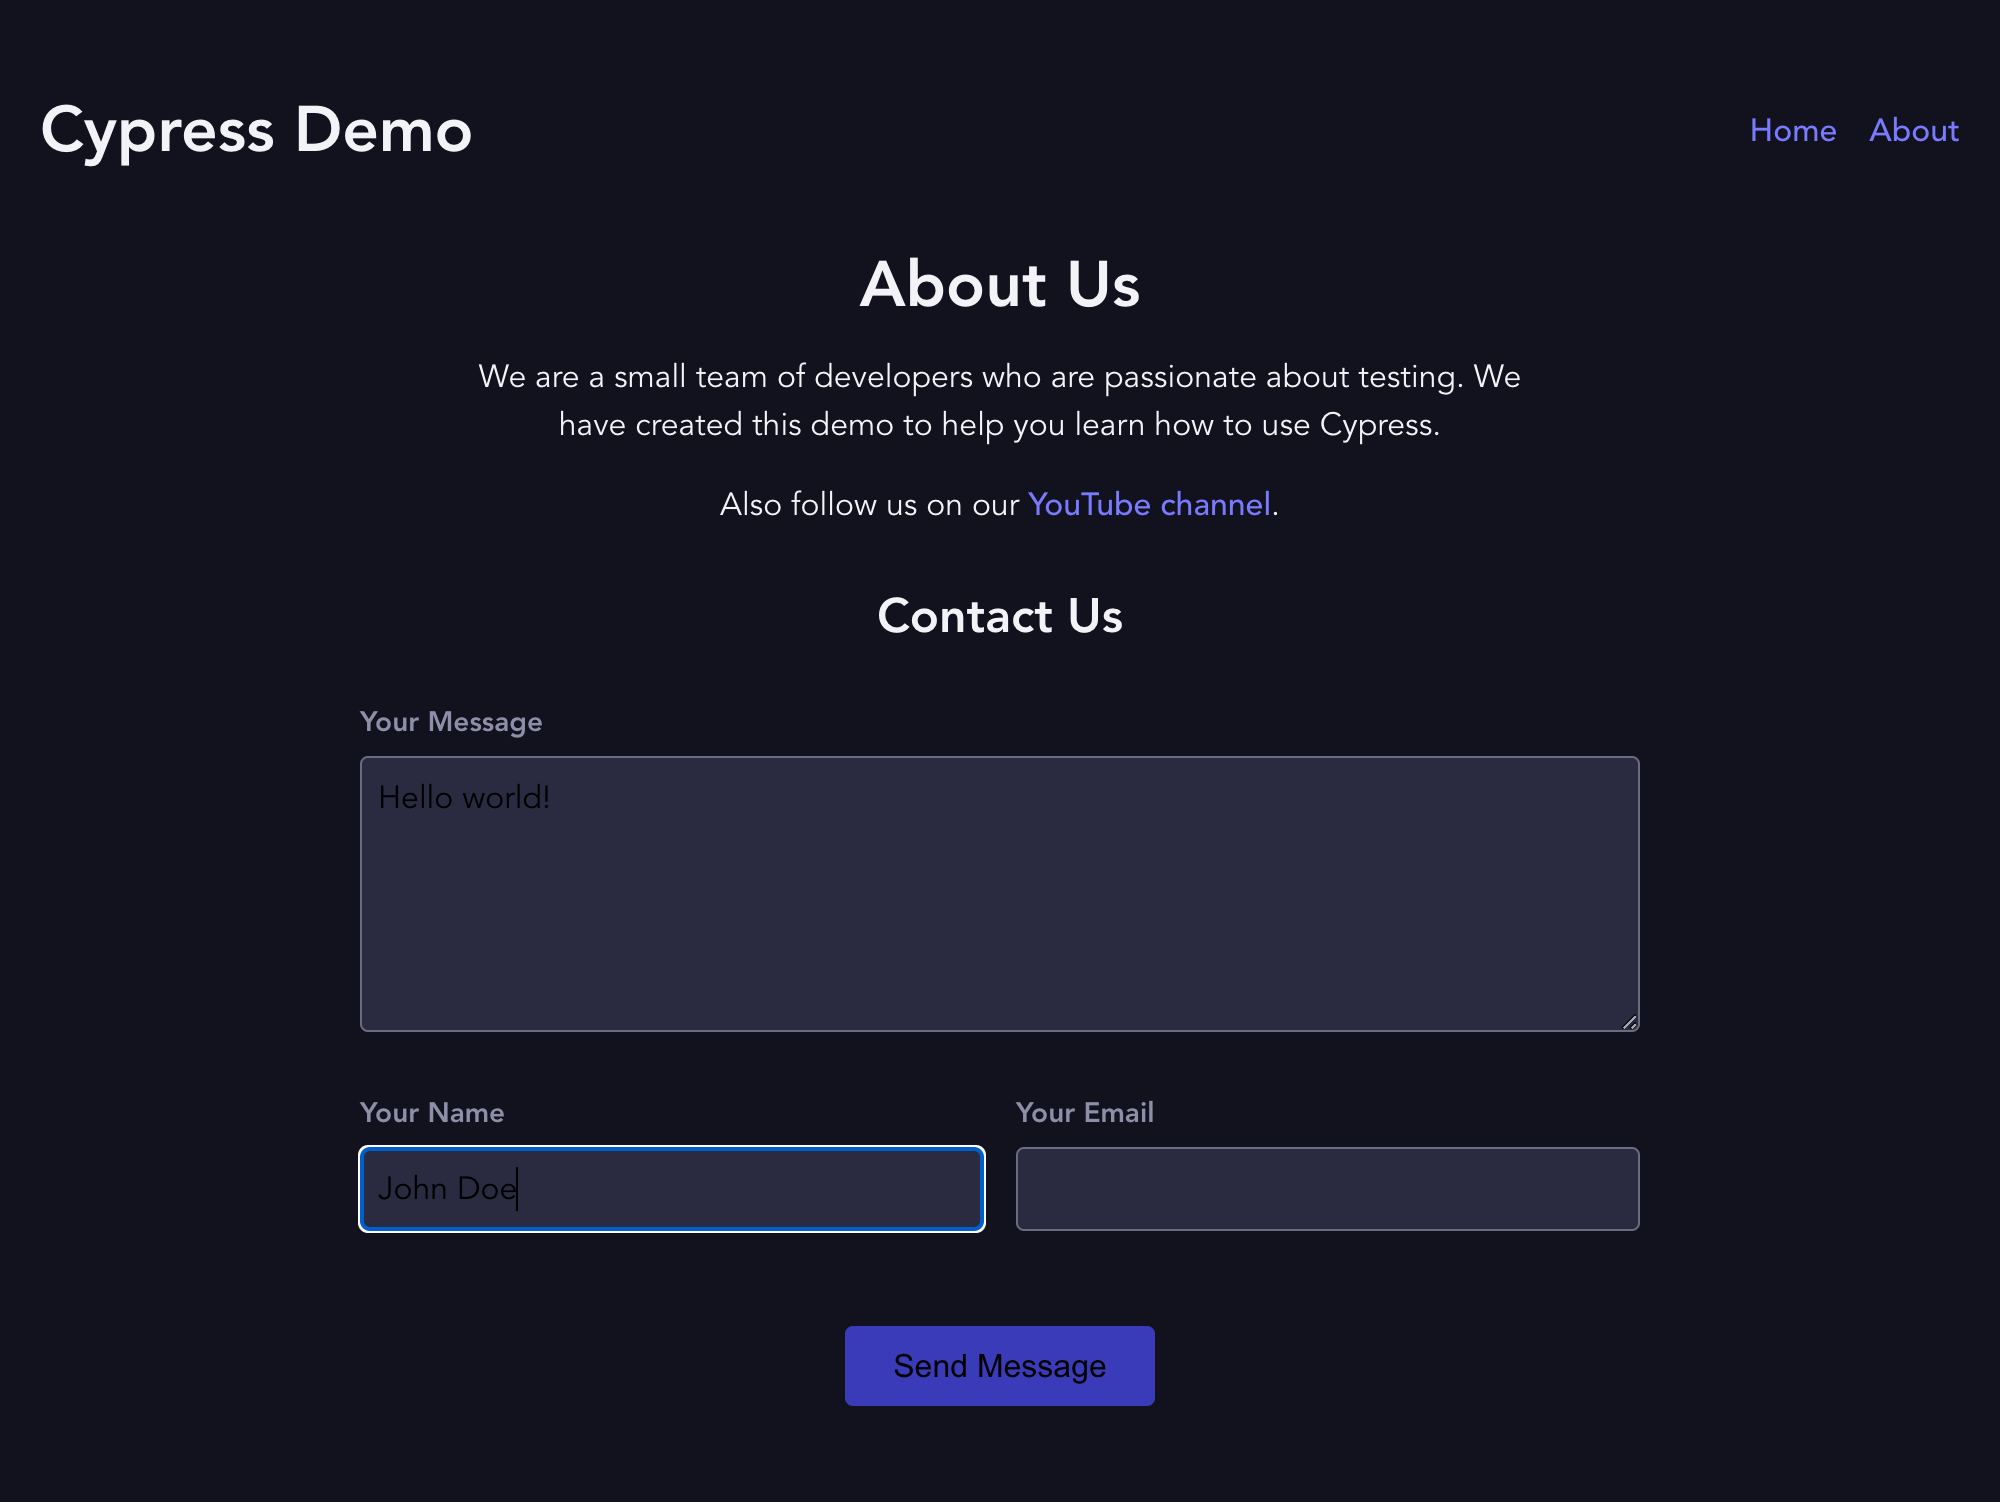 Cypress Demo
Home About
About Us
We are a small team of developers who are passionate about testing. We
have created this demo to help you learn how to use Cypress.
Also follow us on our YouTube channel.
Contact Us
Your Message
Hello world!
Your Name
Your Email
John Doe
Send Message